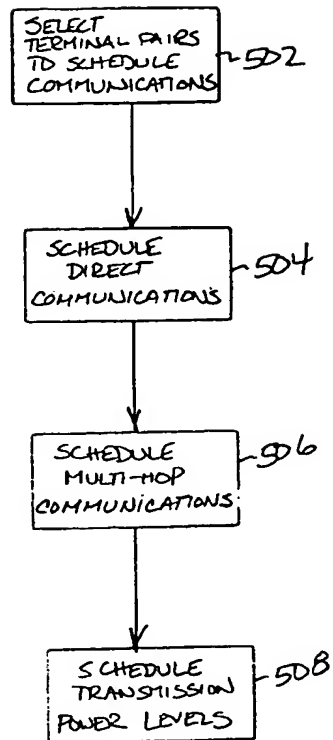 SELECT
TERMINAL PAIRS
TO SCHEDULE
COMMUNICATIONS
502
SCHEDULE
DIRECT
COMMUNICATIONS
504
SCHEDULE
MULTI-HOP
COMMUNICATIONS
506
SCHEDULE
TRANSMISSION
POWER LEVELS
508